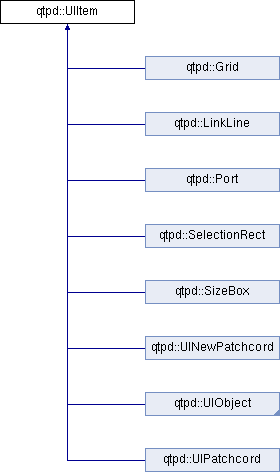 qtpd::UIItem
qtpd::Grid
qtpd::LinkLine
qtpd::Port
qtpd::SelectionRect
qtpd::SizeBox
qtpd::UINewPatchcord
qtpd::UIObject
qtpd::UIPatchcord